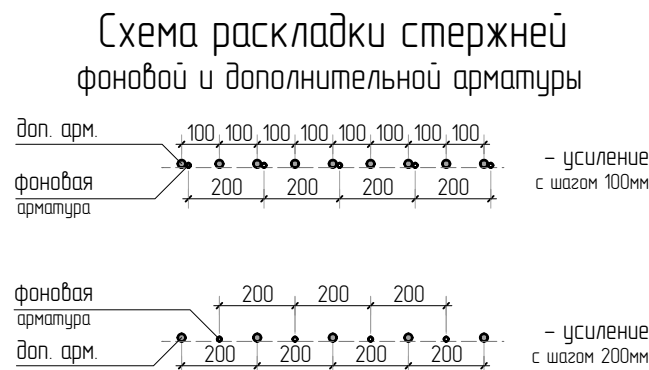 Схема раскладки стержней
фоновой и дополнительной арматуры
доп. арм.
100 100 100 100 100 100 100 100
фоновая
арматура
200 200 200 200
- усиление
с шагом 100мм
фоновая
арматура
200 200 200
доп. арм.
200 200 200 200
- усиление
с шагом 200мм